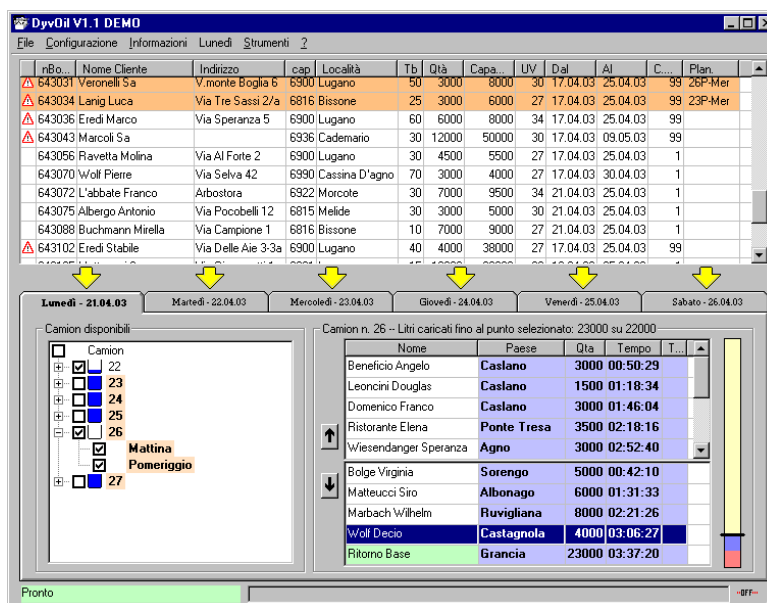 DyvOil V1.1 DEMO
File Configurazione Informazioni Lunedì Strumenti ?
nBo... Nome Cliente Indirizzo cap Località Tb Qtà Capa... UV Dal Al C... Plan.
643031 Veronelli Sa V.monte Boglia 6 6900 Lugano 50 3000 8000 30 17.04.03 25.04.03 99 26P-Mer
643034 Lanig Luca Via Tre Sassi 2/a 6816 Bissone 25 3000 6000 27 17.04.03 25.04.03 99 23P-Mer
643036 Eredi Marco Via Speranza 5 6900 Lugano 60 6000 8000 34 17.04.03 25.04.03 99
643043 Marcoli Sa 6936 Cademario 30 12000 50000 30 17.04.03 09.05.03 99
643056 Ravetta Molina Via Al Forte 2 6900 Lugano 30 4500 5500 27 17.04.03 25.04.03 1
643070 Wolf Pierre Via Selva 42 6990 Cassina D'agno 70 3000 4000 27 17.04.03 30.04.03 1
643072 L'abbate Franco Arbostora 6922 Morcote 30 7000 9500 34 21.04.03 25.04.03 1
643075 Albergo Antonio Via Pocobelli 12 6815 Melide 30 3000 5000 30 21.04.03 25.04.03 1
643088 Buchmann Mirella Via Campione 1 6816 Bissone 10 7000 9000 27 21.04.03 25.04.03 1
643102 Eredi Stabile Via Delle Aie 3-3a 6900 Lugano 40 4000 38000 27 17.04.03 25.04.03 99
Lunedì - 21.04.03 Martedì - 22.04.03 Mercoledì - 23.04.03 Giovedì - 24.04.03 Venerdì - 25.04.03 Sabato - 26.04.03
Camion disponibili
Camion
22
23
24
25
26
Mattina
Pomeriggio
27
Camion n. 26 -- Litri caricati fino al punto selezionato: 23000 su 22000
Nome Paese Qta Tempo T...
Beneficio Angelo Caslano 3000 00:50:29
Leoncini Douglas Caslano 1500 01:18:34
Domenico Franco Caslano 3000 01:46:04
Ristorante Elena Ponte Tresa 3500 02:18:16
Wiesendanger Speranza Agno 3000 02:52:40
Bolge Virginia Sorengo 5000 00:42:10
Matteucci Siro Albonago 6000 01:31:33
Marbach Wilhelm Ruvigliana 8000 02:21:26
Wolf Decio Castagnola 4000 03:06:27
Ritorno Base Grancia 23000 03:37:20
Pronto
OFF